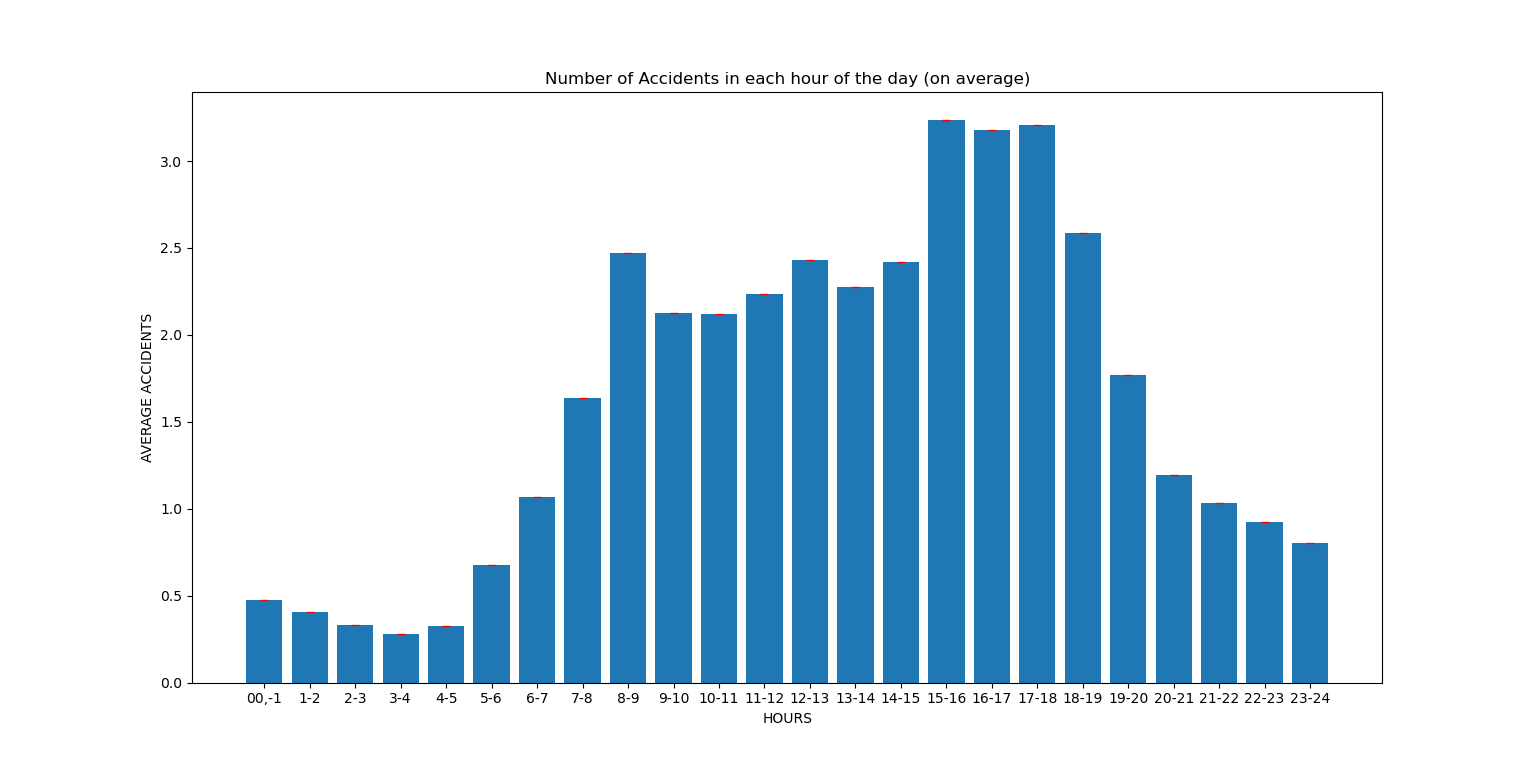 Number of Accidents in each hour of the day (on average)
3.0
2.5
2.0
1.5
1.0
0.5
0.0
AVERAGE ACCIDENTS
00,-1 1-2 2-3 3-4 4-5 5-6 6-7 7-8 8-9 9-10 10-11 11-12 12-13 13-14 14-15 15-16 16-17 17-18 18-19 19-20 20-21 21-22 22-23 23-24
HOURS